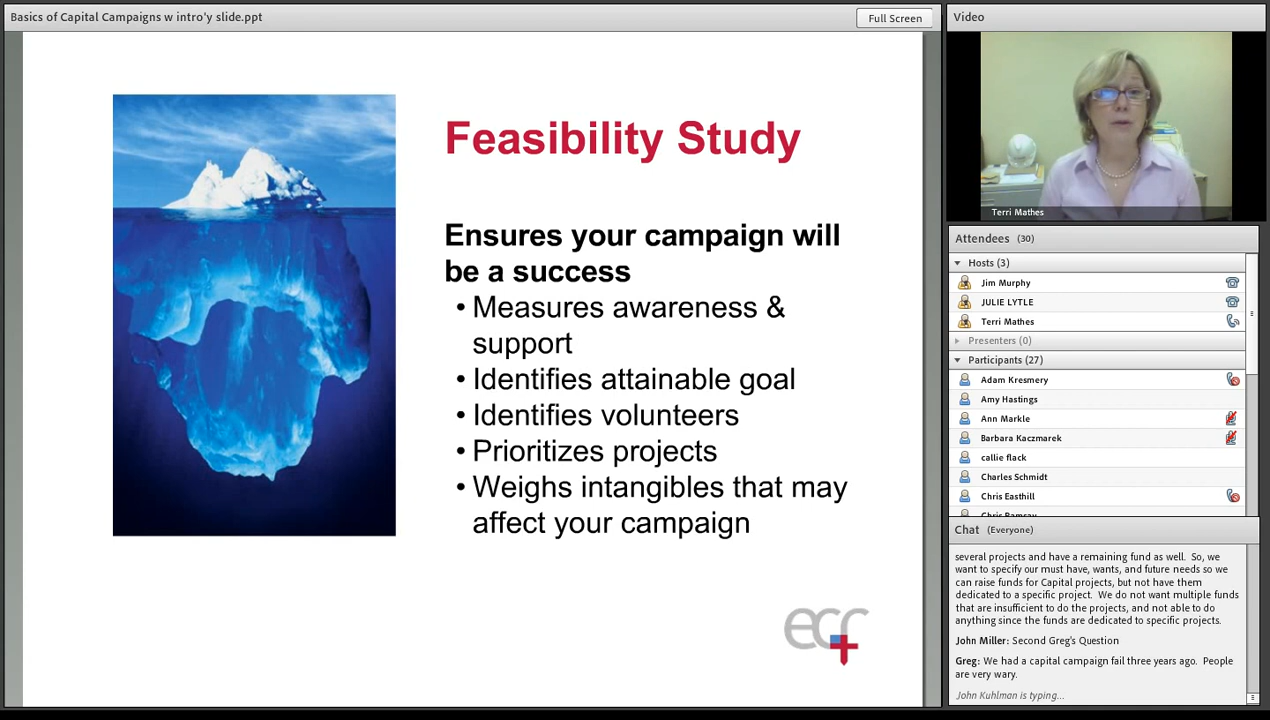 Basics of Capital Campaigns w intro'y slide.ppt
Full Screen
Feasibility Study
Ensures your campaign will
be a success
• Measures awareness &
support
• Identifies attainable goal
• Identifies volunteers
• Prioritizes projects
• Weighs intangibles that may
affect your campaign
ecf
Video
Terri Mathes
Attendees (30)
Hosts (3)
Jim Murphy
JULIE LYTLE
Terri Mathes
Presenters (0)
Participants (27)
Adam Kresmery
Amy Hastings
Ann Markle
Barbara Kaczmarek
callie flack
Charles Schmidt
Chris Easthill
Chris Ramsay
Chat (Everyone)
several projects and have a remaining fund as well. So, we
want to specify our must have, wants, and future needs so we
can raise funds for Capital projects, but not have them
dedicated to a specific project. We do not want multiple funds
that are insufficient to do the projects, and not able to do
anything since the funds are dedicated to specific projects.
John Miller: Second Greg's Question
Greg: We had a capital campaign fail three years ago. People
are very wary.
John Kuhlman is typing...